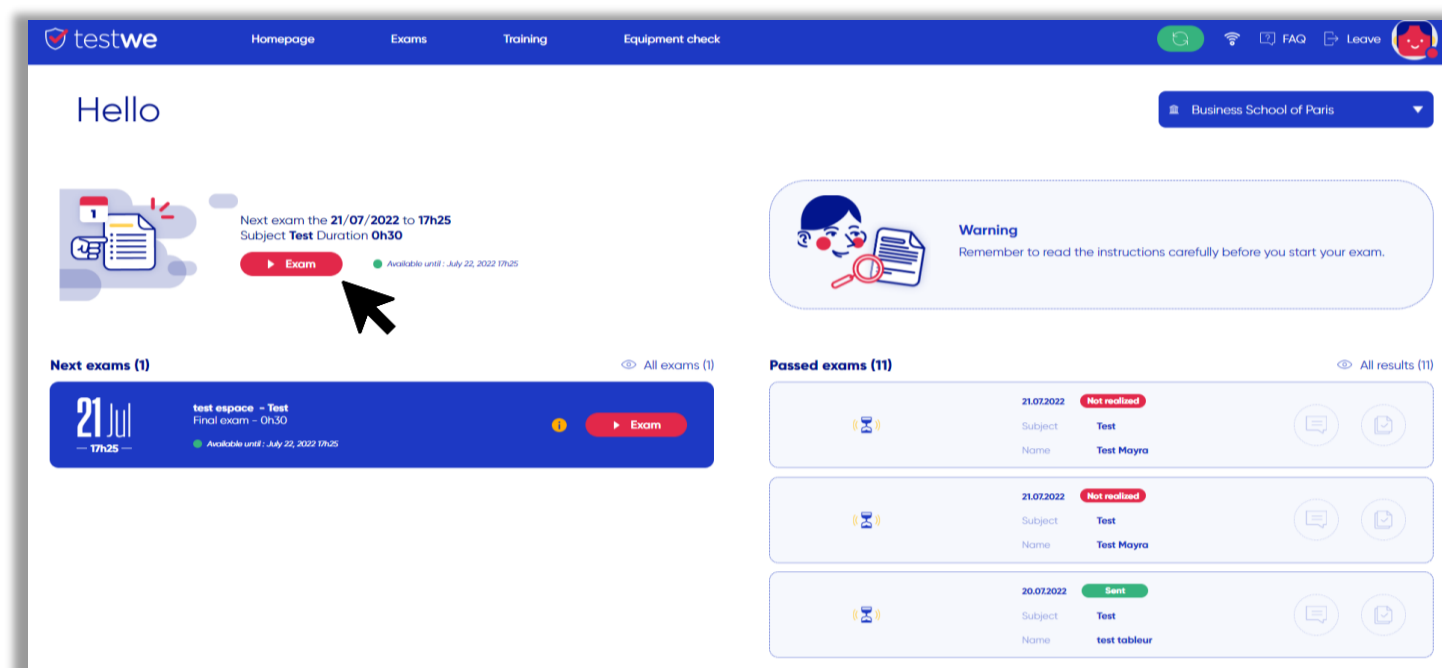 testwe
Homepage
Exams
Training
Equipment check
FAQ
Leave
Hello
Business School of Paris
1
Next exam the 21/07/2022 to 17h25
Subject Test Duration 0h30
Exam
Available until : July 22, 2022 17h25
Warning
Remember to read the instructions carefully before you start your exam.
Next exams (1)
All exams (1)
21 Jul
17h25
test espace - Test
Final exam - 0h30
Available until : July 22, 2022 17h25
i
Exam
Passed exams (11)
All results (11)
21.07.2022 Not realized
Subject Test
Name Test Mayra
21.07.2022 Not realized
Subject Test
Name Test Mayra
20.07.2022 Sent
Subject Test
Name test tableur